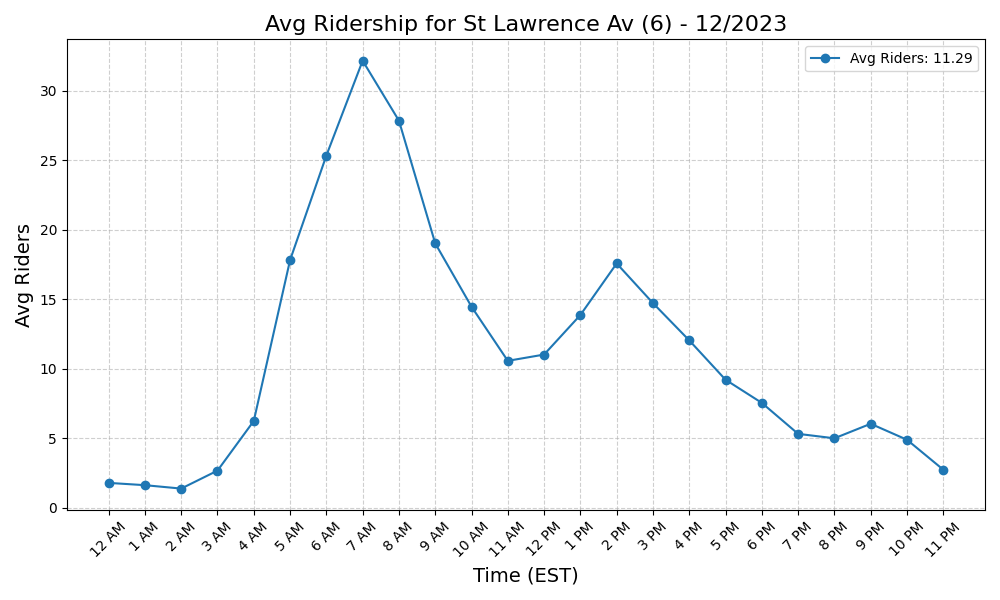 Avg Ridership for St Lawrence Av (6) - 12/2023
Avg Riders: 11.29
Avg Riders
30
25
20
15
10
5
0
12 AM
1 AM
2 AM
3 AM
4 AM
5 AM
6 AM
7 AM
8 AM
9 AM
10 AM
11 AM
12 PM
1 PM
2 PM
3 PM
4 PM
5 PM
6 PM
7 PM
8 PM
9 PM
10 PM
11 PM
Time (EST)